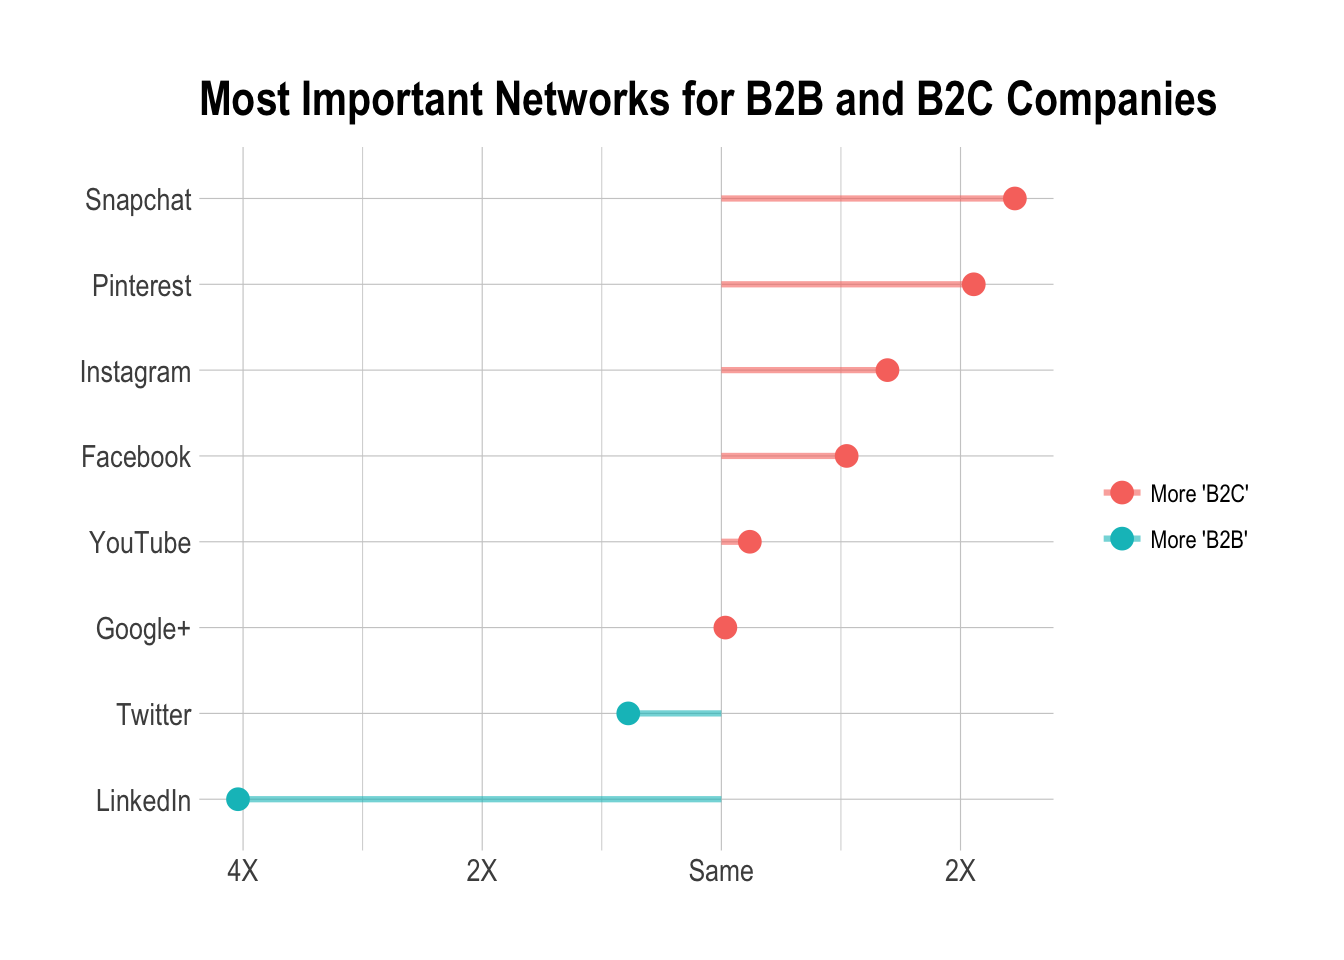 Most Important Networks for B2B and B2C Companies
Snapchat
Pinterest
Instagram
Facebook
YouTube
Google+
Twitter
LinkedIn
4X
2X
Same
2X
More 'B2C'
More 'B2B'